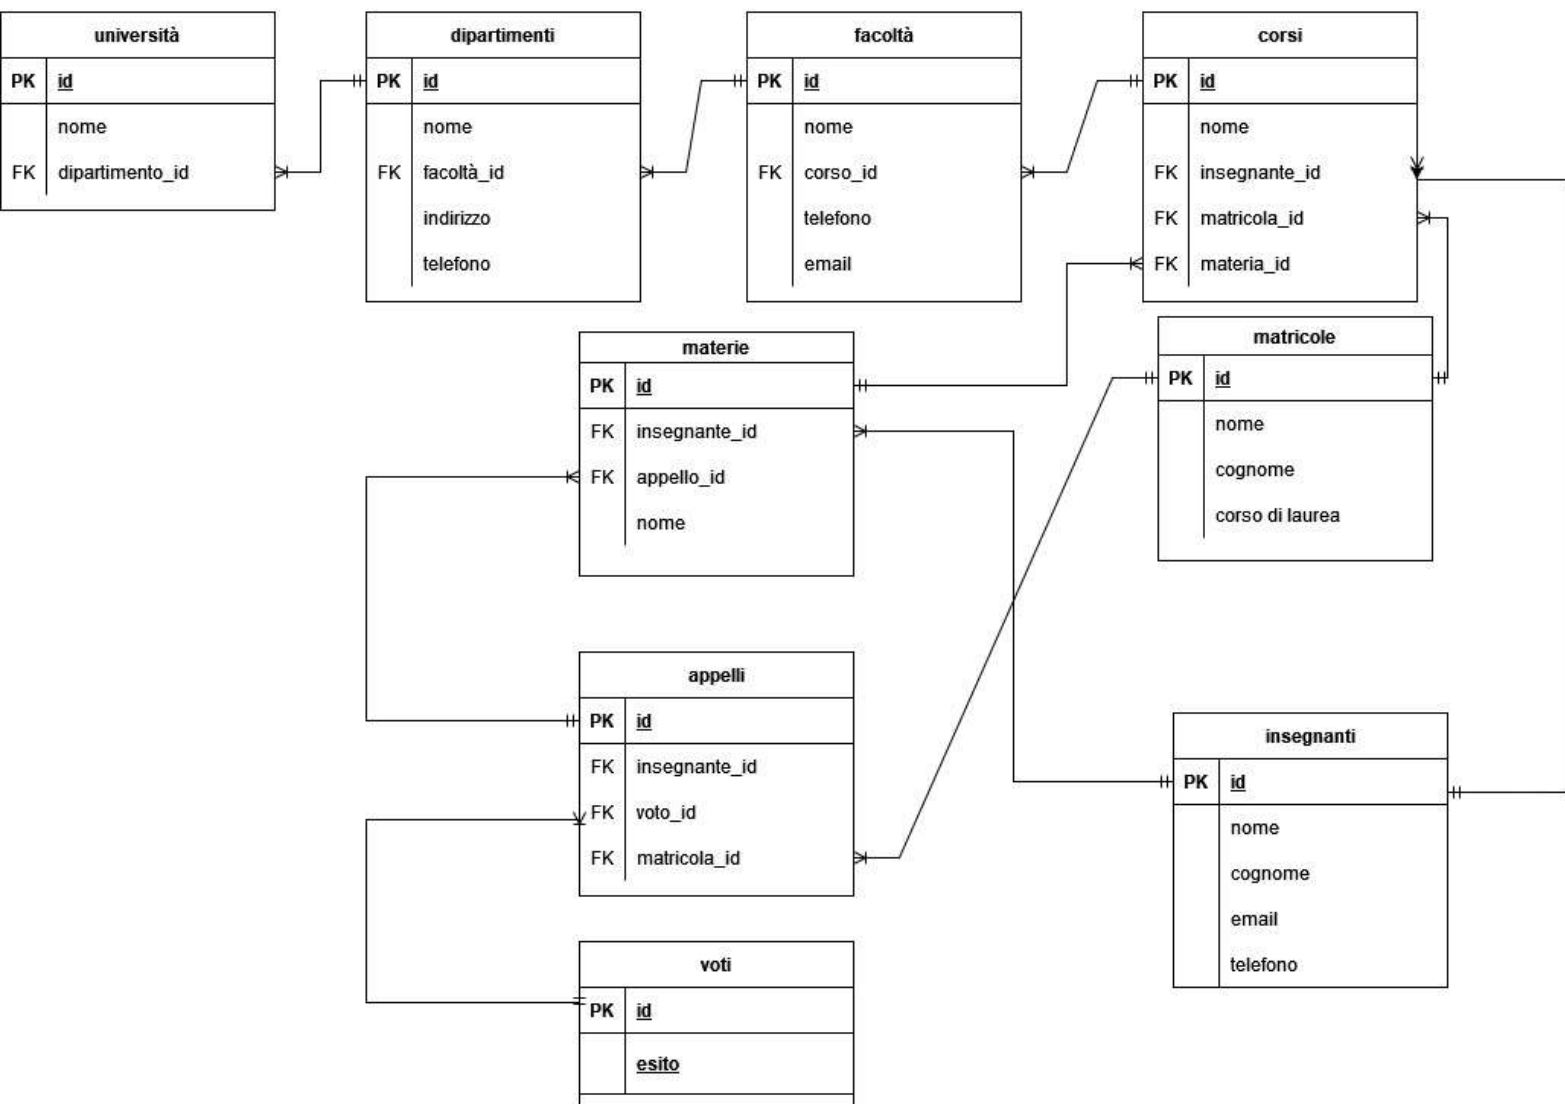 università
PK id
nome
FK dipartimento_id
dipartimenti
PK id
nome
FK facoltà_id
indirizzo
telefono
facoltà
PK id
nome
FK corso_id
telefono
email
corsi
PK id
nome
FK insegnante_id
FK matricola_id
FK materia_id
materie
PK id
FK insegnante_id
FK appello_id
nome
matricole
PK id
nome
cognome
corso di laurea
appelli
PK id
FK insegnante_id
FK voto_id
FK matricola_id
insegnanti
PK id
nome
cognome
email
telefono
voti
PK id
esito